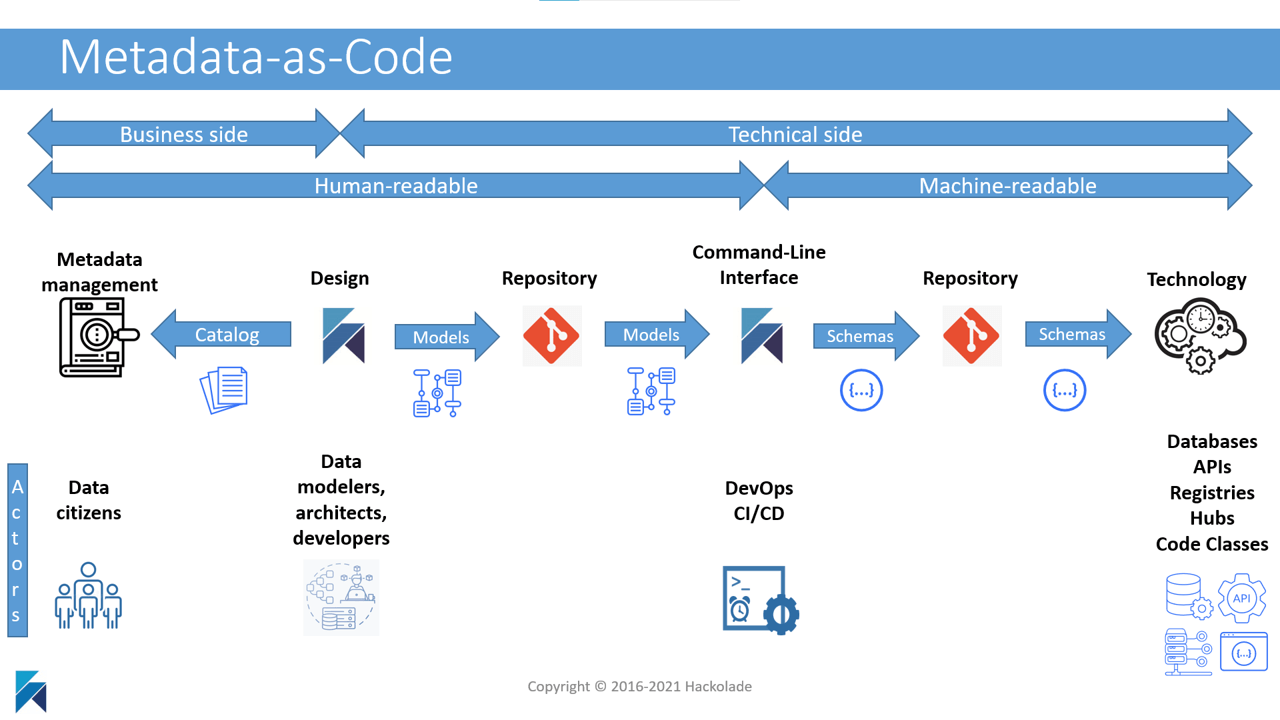 Metadata-as-Code
Business side
Technical side
Human-readable
Machine-readable
Metadata
management
Design
Repository
Command-Line
Interface
Repository
Technology
Catalog
Models
Models
Schemas
Schemas
{...}
{...}
Actors
Data
citizens
Data
modelers,
architects,
developers
DevOps
CI/CD
>_
Databases
APIs
Registries
Hubs
Code Classes
API
{...}
Copyright © 2016-2021 Hackolade